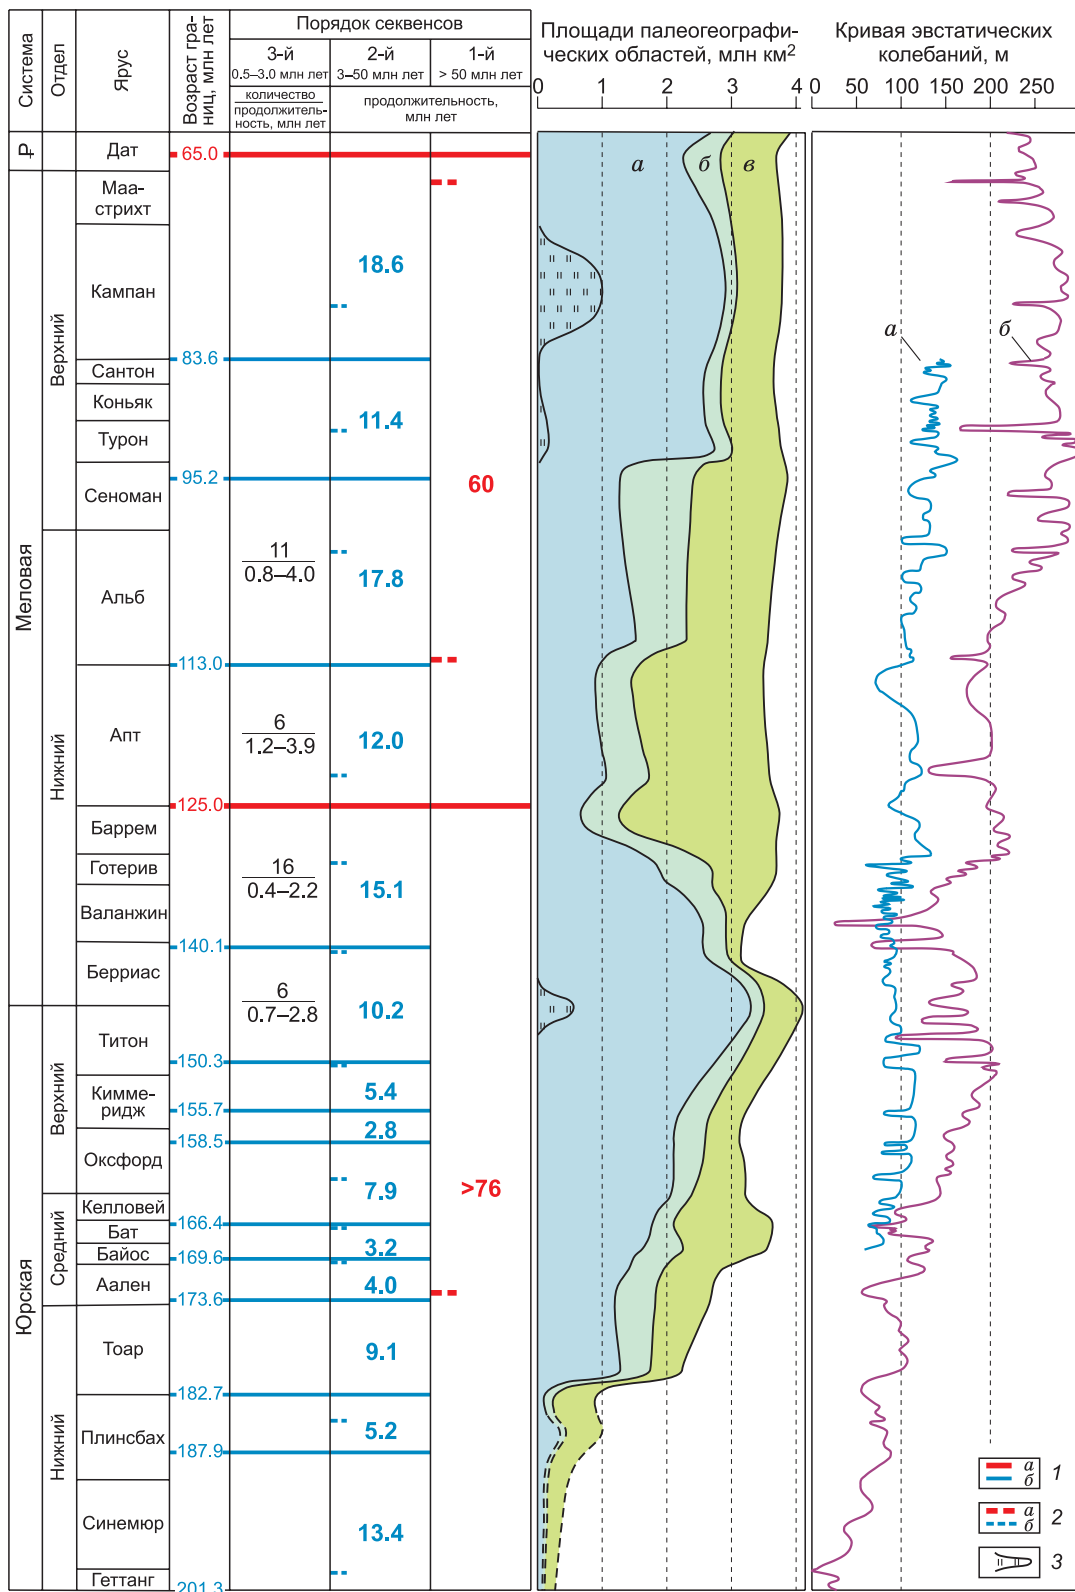 Система
Отдел
Ярус
Возраст гра-
ниц, млн лет
Порядок секвенсов
3-й
0.5–3.0 млн лет
2-й
3–50 млн лет
1-й
> 50 млн лет
количество
продолжитель-
ность, млн лет
продолжительность,
млн лет
Площади палеогеографи-
ческих областей, млн км²
0 1 2 3 4
Кривая эвстатических
колебаний, м
0 50 100 150 200 250
Р
Меловая
Юрская
Верхний
Нижний
Верхний
Средний
Нижний
Дат
Маа-
стрихт
Кампан
Сантон
Коньяк
Турон
Сеноман
Альб
Апт
Баррем
Готерив
Валанжин
Берриас
Титон
Кимме-
ридж
Оксфорд
Келловей
Бат
Байос
Аален
Тоар
Плинсбах
Синемюр
Геттанг
65.0
83.6
95.2
113.0
125.0
140.1
150.3
155.7
158.5
166.4
169.6
173.6
182.7
187.9
201.3
11
0.8–4.0
6
1.2–3.9
16
0.4–2.2
6
0.7–2.8
18.6
11.4
17.8
12.0
15.1
10.2
5.4
2.8
7.9
3.2
4.0
9.1
5.2
13.4
60
>76
а б в
а б
а
б
1
а
б
2
3